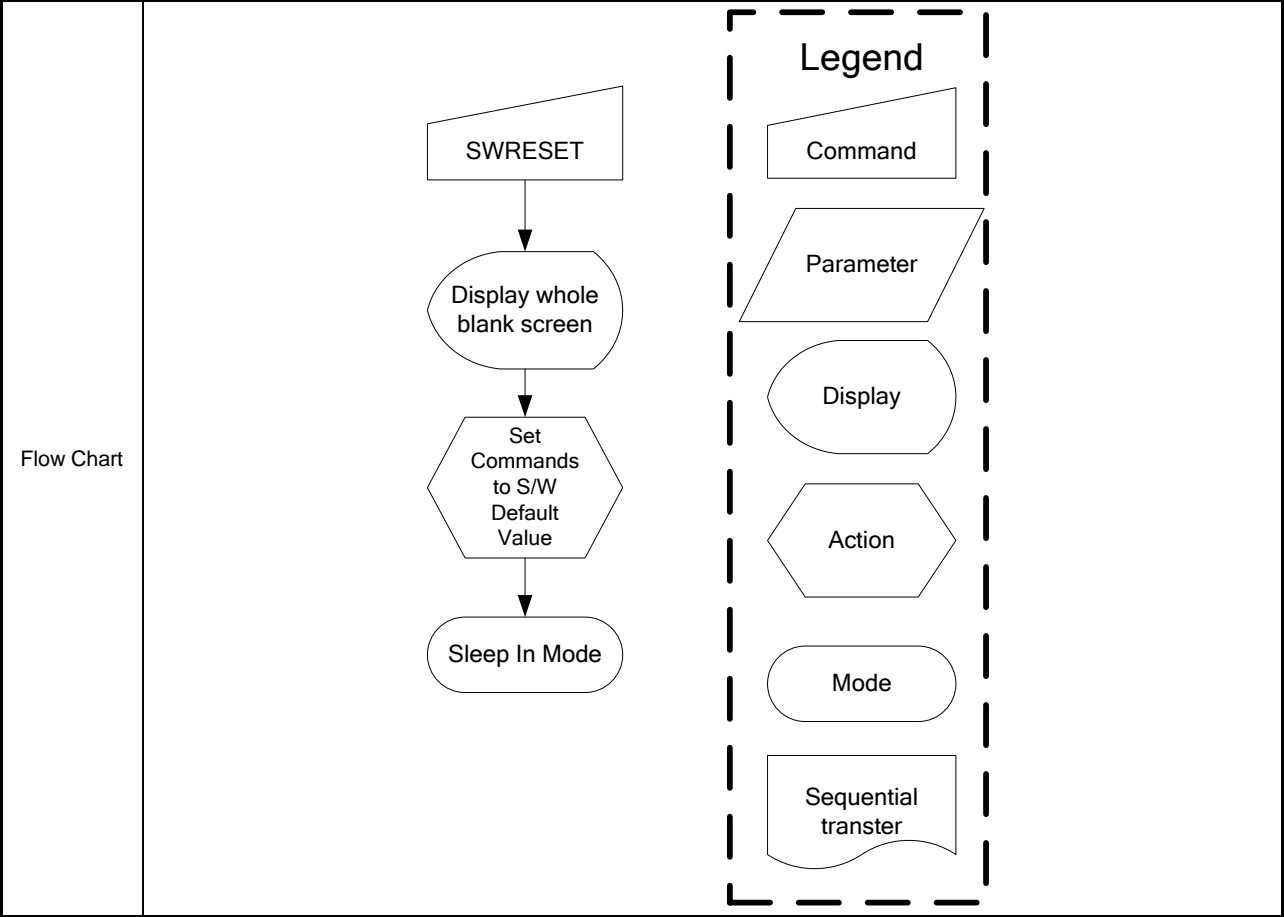 Flow Chart
SWRESET
Display whole
blank screen
Set
Commands
to S/W
Default
Value
Sleep In Mode
Legend
Command
Parameter
Display
Action
Mode
Sequential
transter